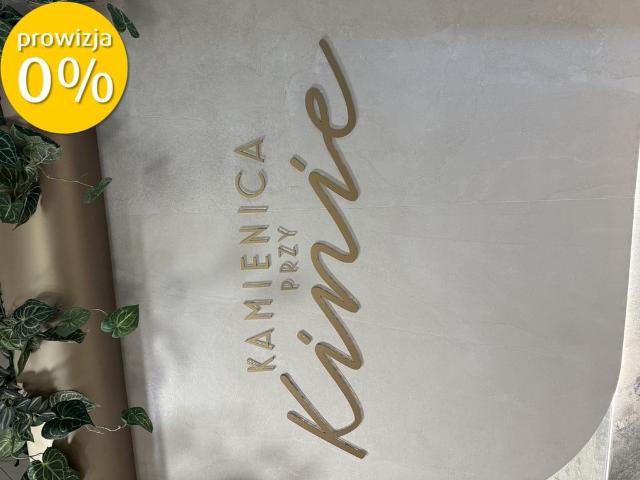 prowizja
0%
KAMIENICA
PRZY
Kinie